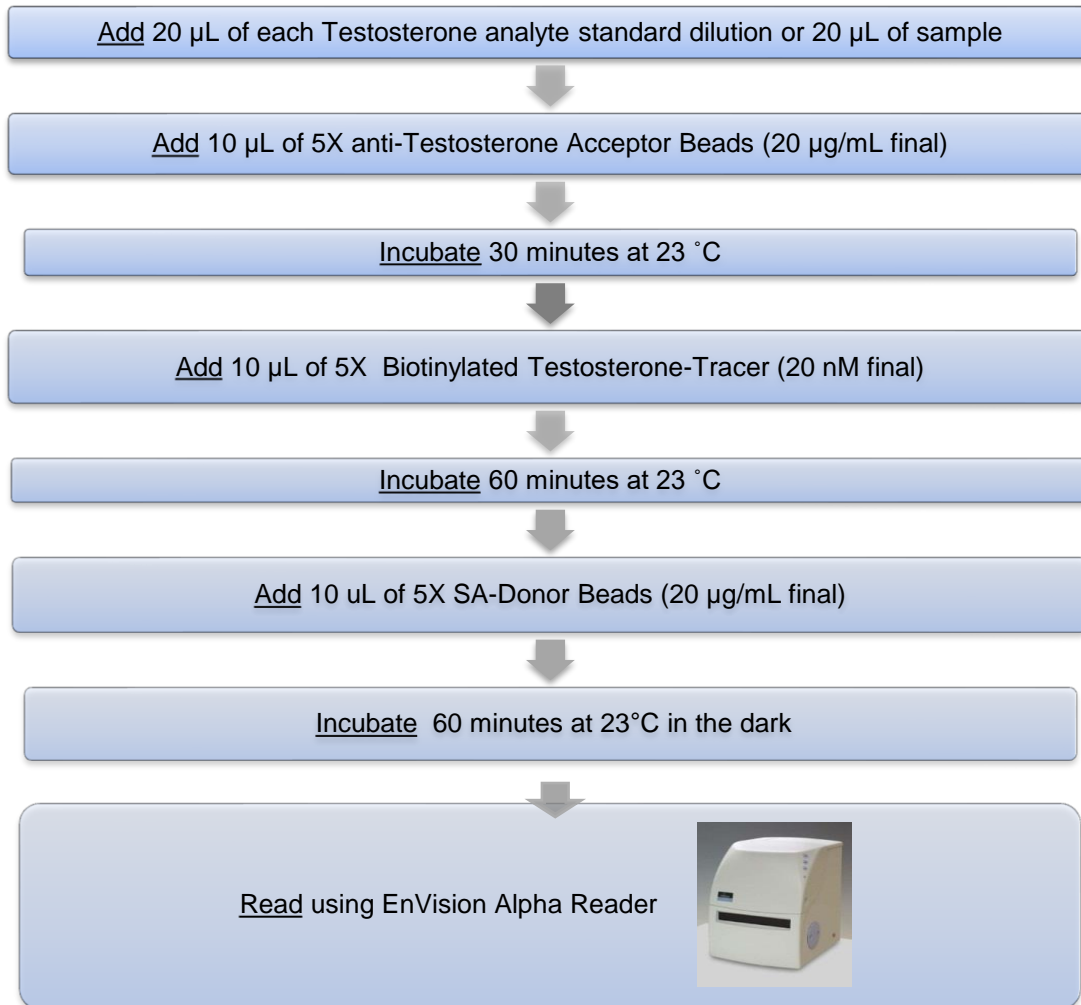 Add 20 µL of each Testosterone analyte standard dilution or 20 µL of sample
Add 10 µL of 5X anti-Testosterone Acceptor Beads (20 µg/mL final)
Incubate 30 minutes at 23 ˚C
Add 10 µL of 5X  Biotinylated Testosterone-Tracer (20 nM final)
Incubate 60 minutes at 23 ˚C
Add 10 uL of 5X SA-Donor Beads (20 µg/mL final)
Incubate  60 minutes at 23°C in the dark
Read using EnVision Alpha Reader